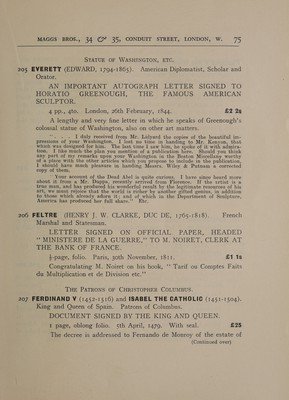 MAGGS BROS., 34 & 35, CONDUIT STREET, LONDON, W. 75
STATUE OF WASHINGTON, ETC.
205 EVERETT (EDWARD, 1794-1865). American Diplomatist, Scholar and
Orator.
AN IMPORTANT AUTOGRAPH LETTER SIGNED TO
HORATIO GREENOUGH, THE FAMOUS AMERICAN
SCULPTOR.
4 pp., 4to. London, 26th February, 1844. £2 2s
A lengthy and very fine letter in which he speaks of Greenough's
colossal statue of Washington, also on other art matters.
". . . I duly received from Mr. Ledyard the copies of the beautiful im-
pressions of your Washington. I lost no time in handing to Mr. Kenyon, that
which was designed for him. The last time I saw him, he spoke of it with admira-
tion. I like much the plan you mention of a publication here. Should you think
any part of my remarks upon your Washington in the Boston Miscellany worthy
of a place with the other articles which you propose to include in the publication,
I should have much pleasure in handing Messrs. Wiley & Putnam a corrected
copy of them.
Your account of the Dead Abel is quite curious. I have since heard more
about it from a Mr. Duppa, recently arrived from Florence. If the artist is a
true man, and has produced his wonderful result by the legitimate resources of his
art, we must rejoice that the world is richer by another gifted genius, in addition
to those which already adorn it; and of which in the Department of Sculpture,
America has produced her full share." Etc.
206 FELTRE (HENRY J. W. CLARKE, DUC DE, 1765-1818). French
Marshal and Statesman.
LETTER SIGNED ON OFFICIAL PAPER, HEADED
"MINISTERE DE LA GUERRE," TO M. NOIRET, CLERK AT
THE BANK OF FRANCE.
½-page, folio. Paris, 30th November, 1811. £1 1s
Congratulating M. Noiret on his book, "Tarif ou Comptes Faits
du Multiplication et de Division etc."
THE PATRONS OF CHRISTOPHER COLUMBUS.
207 FERDINAND V (1452-1516) and ISABEL THE CATHOLIC (1451-1504).
King and Queen of Spain. Patrons of Columbus.
DOCUMENT SIGNED BY THE KING AND QUEEN.
1 page, oblong folio. 5th April, 1479. With seal. £25
The decree is addressed to Fernando de Monroy of the estate of
(Continued over)